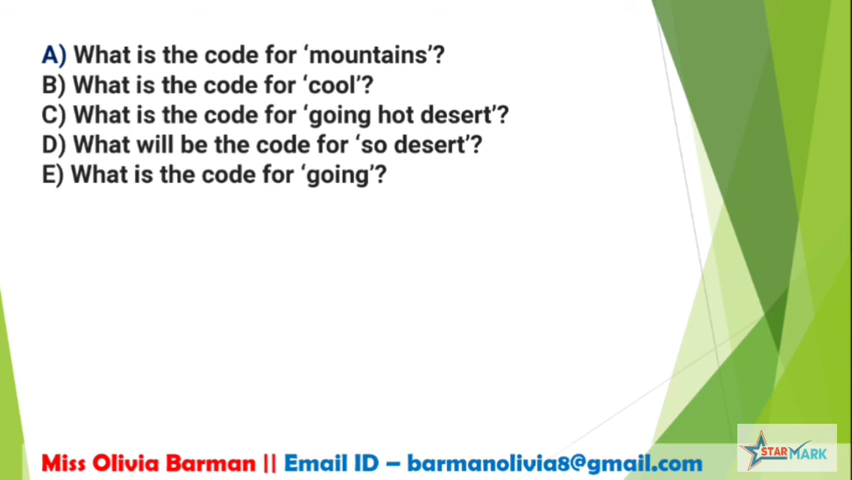 A) What is the code for ‘mountains’?
B) What is the code for ‘cool’?
C) What is the code for ‘going hot desert’?
D) What will be the code for ‘so desert’?
E) What is the code for ‘going’?
Miss Olivia Barman || Email ID – barmanolivia8@gmail.com
STAR MARK